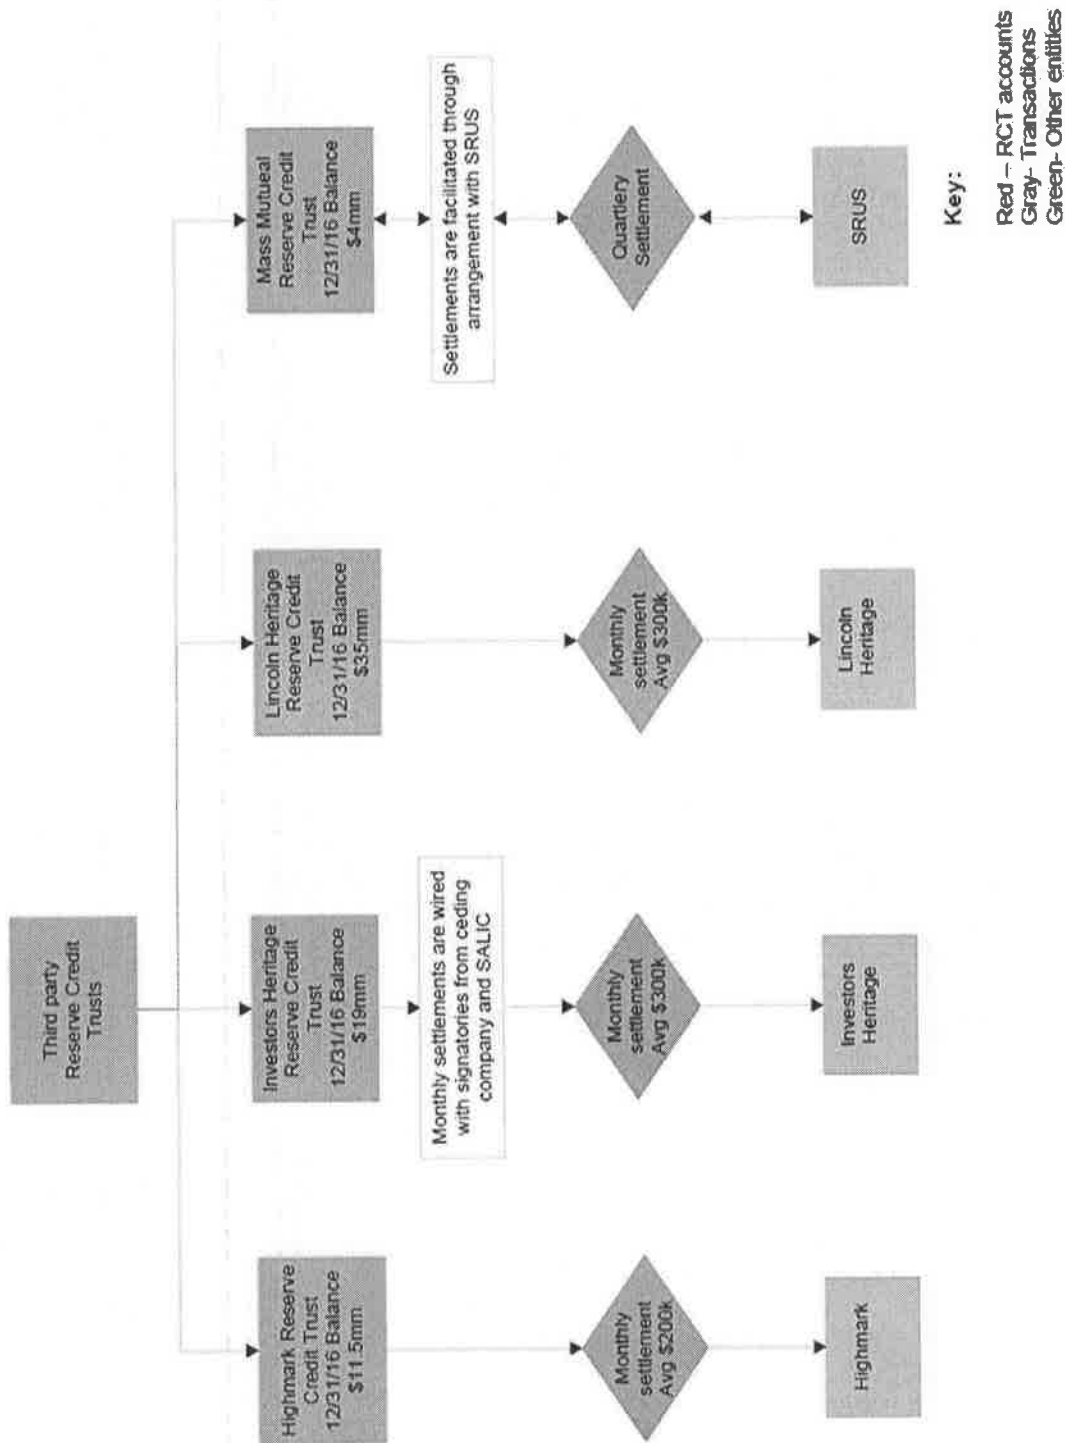 Third party
Reserve Credit
Trusts
Highmark Reserve
Credit Trust
12/31/16 Balance
$11.5mm
Investors Heritage
Reserve Credit
Trust
12/31/16 Balance
$19mm
Lincoln Heritage
Reserve Credit
Trust
12/31/16 Balance
$35mm
Mass Mutueal
Reserve Credit
Trust
12/31/16 Balance
$4mm
Monthly settlements are wired
with signatories from ceding
company and SALIC
Settlements are facilitated through
arrangement with SRUS
Monthly
settlement
Avg $200k
Monthly
settlement
Avg $300k
Monthly
settlement
Avg $300k
Quartlery
Settlement
Highmark
Investors
Heritage
Lincoln
Heritage
SRUS
Key:
Red – RCT accounts
Gray- Transactions
Green- Other entities